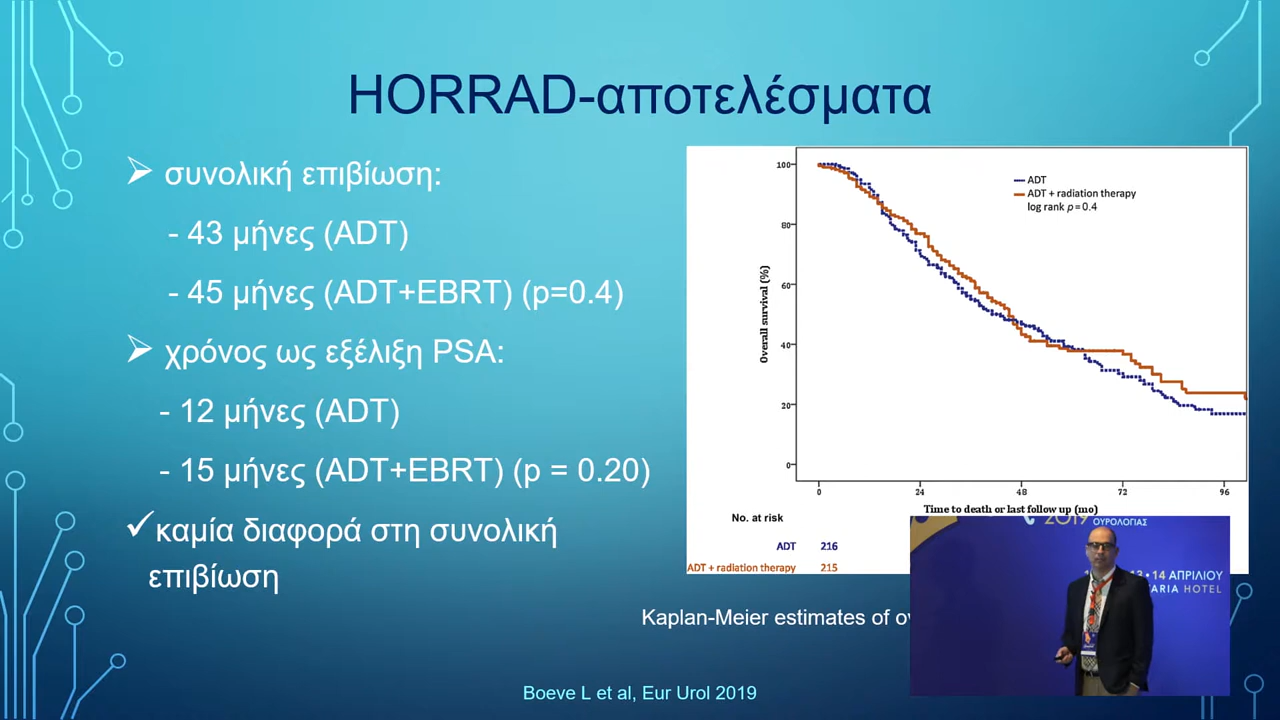 HORRAD-αποτελέσματα
συνολική επιβίωση:
- 43 μήνες (ADT)
- 45 μήνες (ADT+EBRT) (p=0.4)
χρόνος ως εξέλιξη PSA:
- 12 μήνες (ADT)
- 15 μήνες (ADT+EBRT) (p = 0.20)
καμία διαφορά στη συνολική
επιβίωση
Overall survival (%)
100
80
60
40
20
0
ADT
ADT + radiation therapy
log rank p = 0.4
0 24 48 72 96
Time to death or last follow up (mo)
No. at risk
ADT 216
ADT + radiation therapy 215
Kaplan-Meier estimates of
2019 ΟΥΡΟΛΟΓΙΑΣ
14 ΑΠΡΙΛΙΟΥ
HOTEL
Boeve L et al, Eur Urol 2019